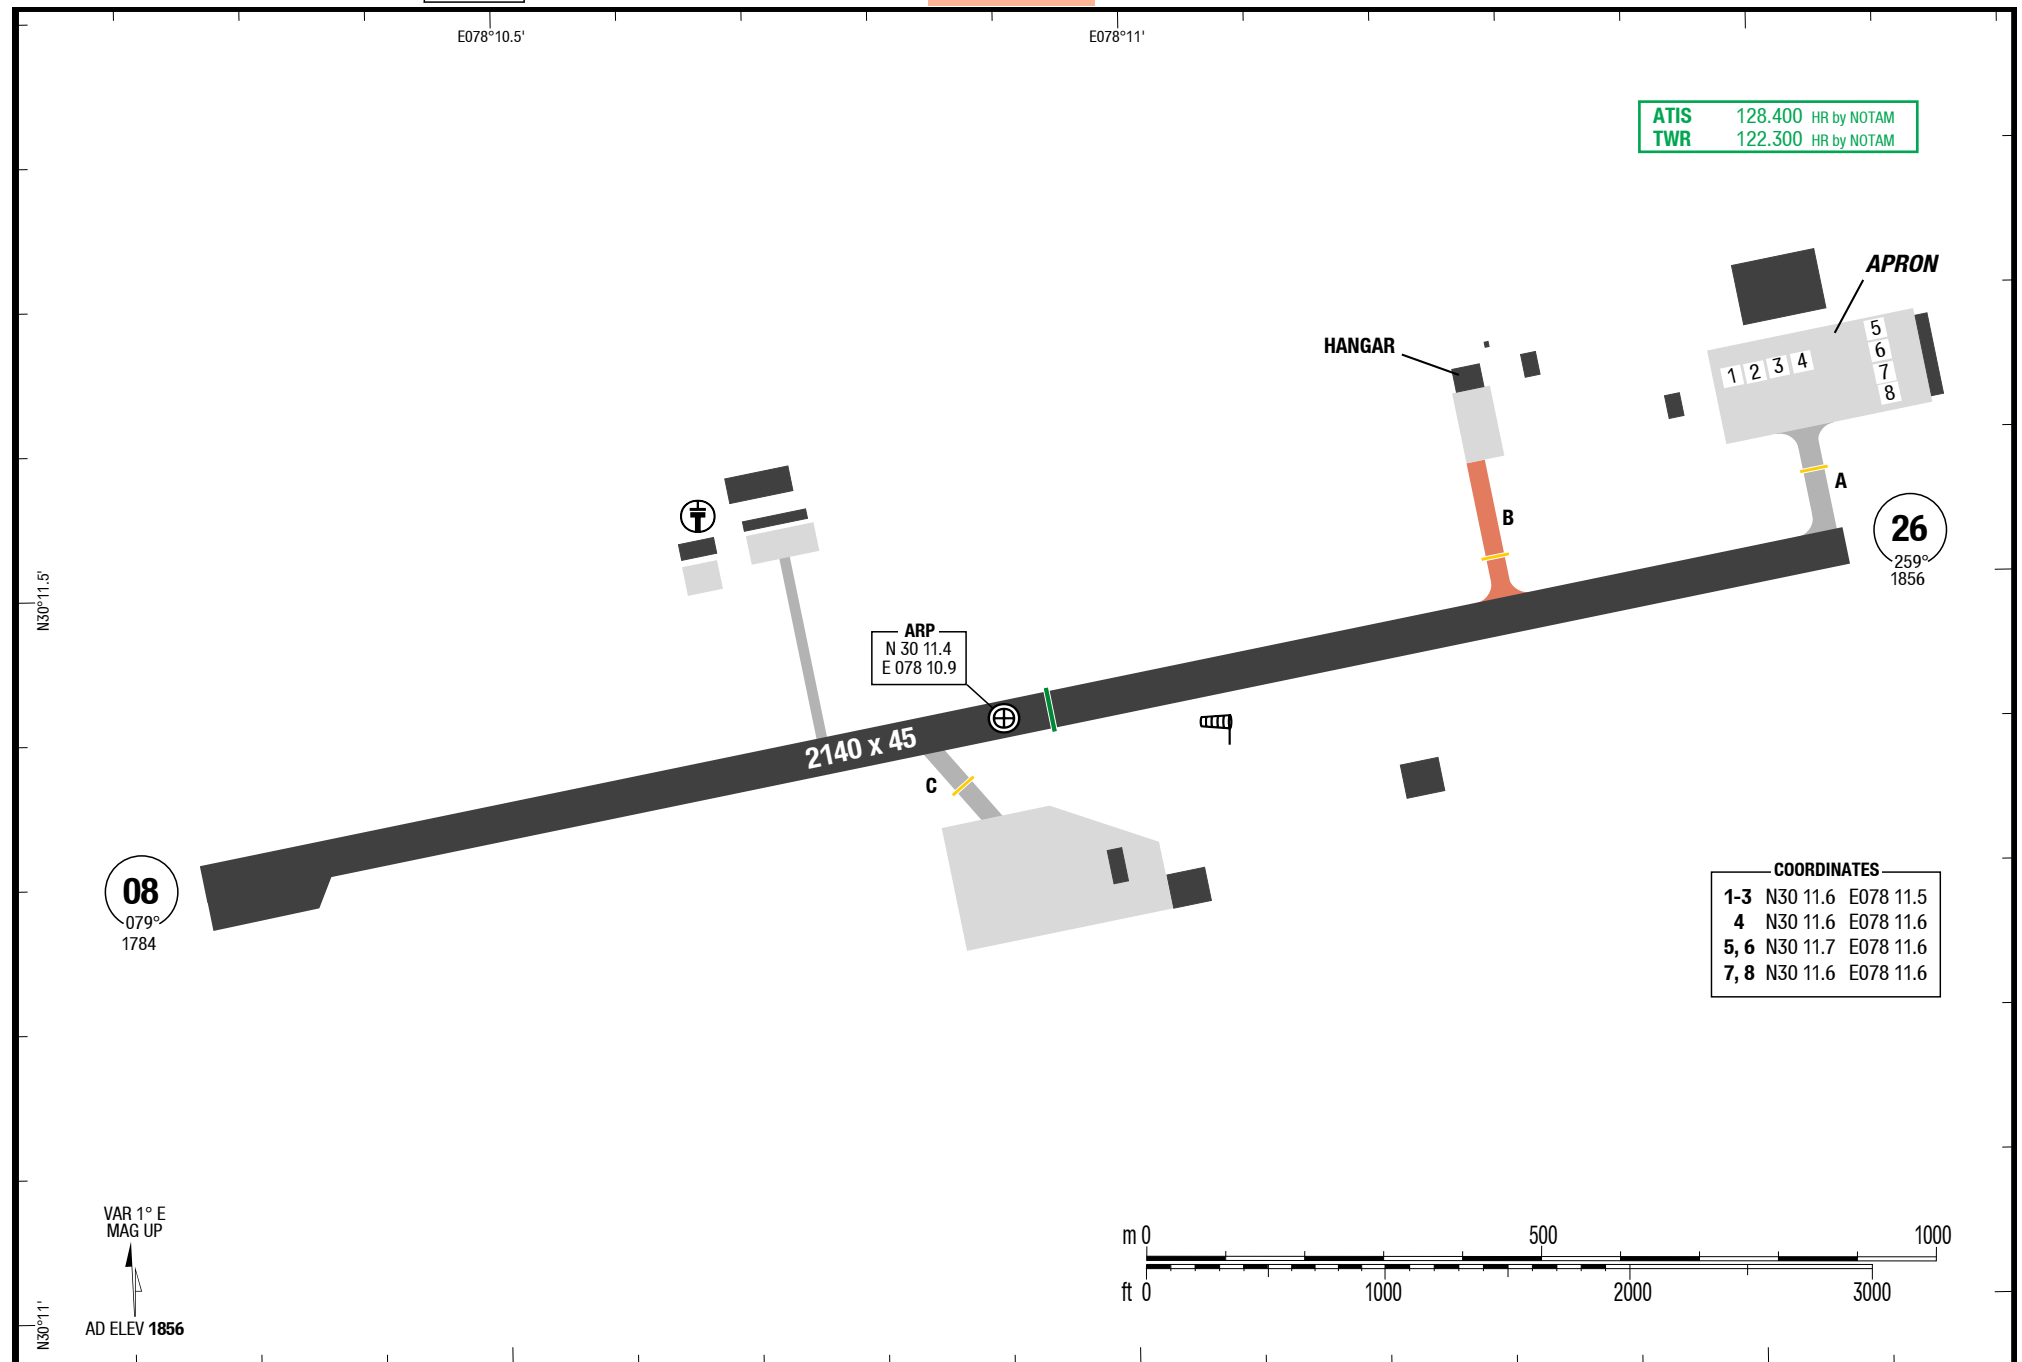 E078°10.5'
E078°11'
ATIS 128.400 HR by NOTAM
TWR 122.300 HR by NOTAM
APRON
HANGAR
1 2 3 4
5
6
7
8
A
B
26
259°
1856
N30°11.5'
ARP
N 30 11.4
E 078 10.9
2140 x 45
C
08
079°
1784
COORDINATES
1-3 N30 11.6 E078 11.5
4 N30 11.6 E078 11.6
5, 6 N30 11.7 E078 11.6
7, 8 N30 11.6 E078 11.6
VAR 1° E
MAG UP
AD ELEV 1856
N30°11'
m 0 500 1000
ft 0 1000 2000 3000